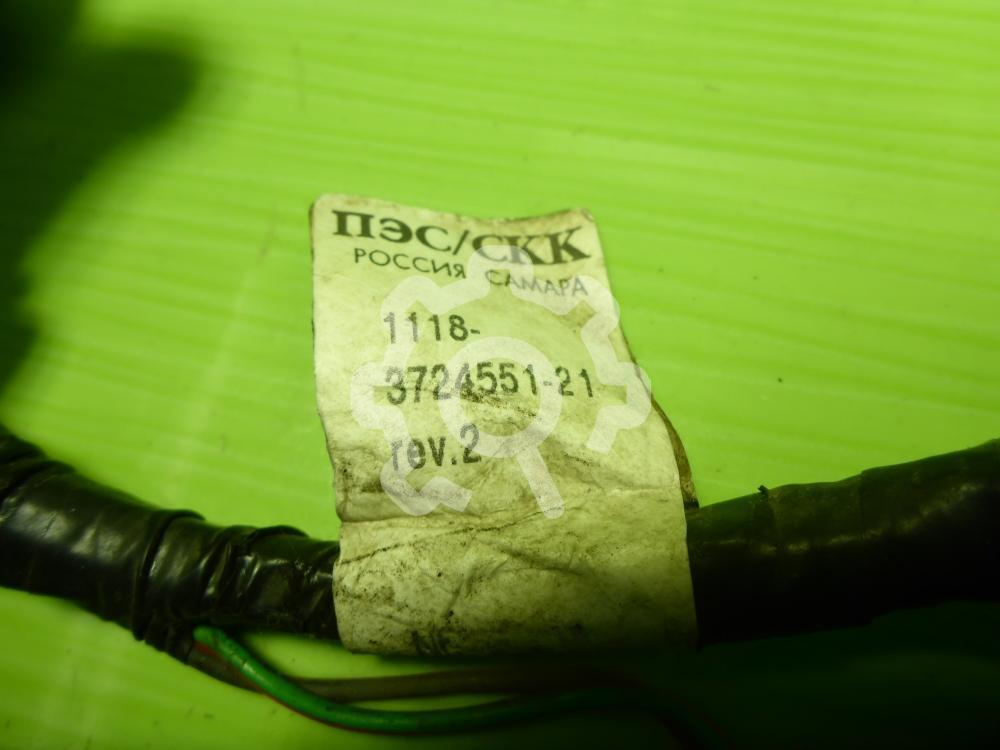 ПЭС/СКК
РОССИЯ САМАРА
1118-
3724551-21
rev.2